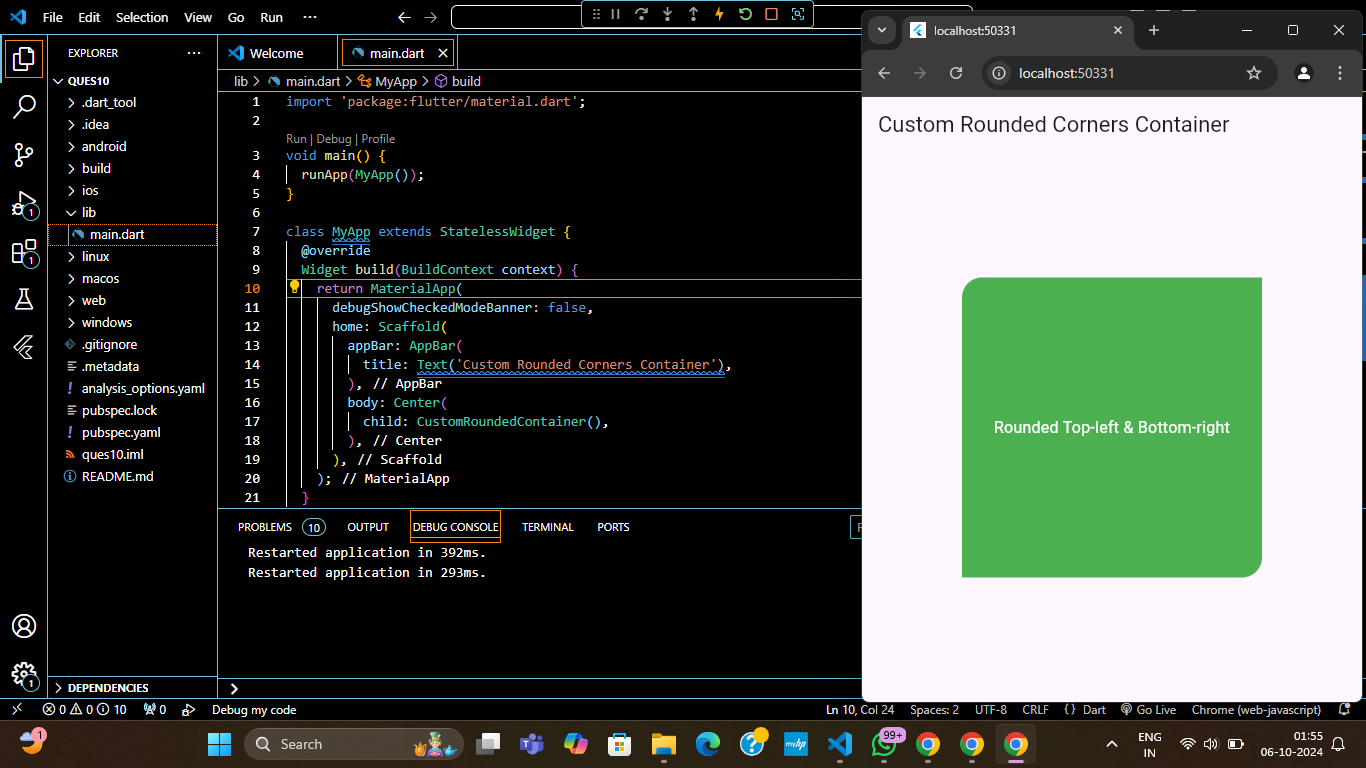 File Edit Selection View Go Run ···
EXPLORER ···
QUES10
.dart_tool
.idea
android
build
ios
lib
main.dart
linux
macos
web
windows
.gitignore
.metadata
! analysis_options.yaml
pubspec.lock
! pubspec.yaml
ques10.iml
README.md
DEPENDENCIES
1
1
1
Welcome
main.dart
lib > main.dart > MyApp > build
1 import 'package:flutter/material.dart';
2
Run | Debug | Profile
3 void main() {
4 runApp(MyApp());
5 }
6
7 class MyApp extends StatelessWidget {
8 @override
9 Widget build(BuildContext context) {
10 return MaterialApp(
11 debugShowCheckedModeBanner: false,
12 home: Scaffold(
13 appBar: AppBar(
14 title: Text('Custom Rounded Corners Container'),
15 ), // AppBar
16 body: Center(
17 child: CustomRoundedContainer(),
18 ), // Center
19 ), // Scaffold
20 ); // MaterialApp
21 }
PROBLEMS 10 OUTPUT DEBUG CONSOLE TERMINAL PORTS
Restarted application in 392ms.
Restarted application in 293ms.
localhost:50331
localhost:50331
Custom Rounded Corners Container
Rounded Top-left & Bottom-right
0 0 10 0 Debug my code Ln 10, Col 24 Spaces: 2 UTF-8 CRLF {} Dart Go Live Chrome (web-javascript)
1 Search myhp 99+ ENG IN 01:55 06-10-2024